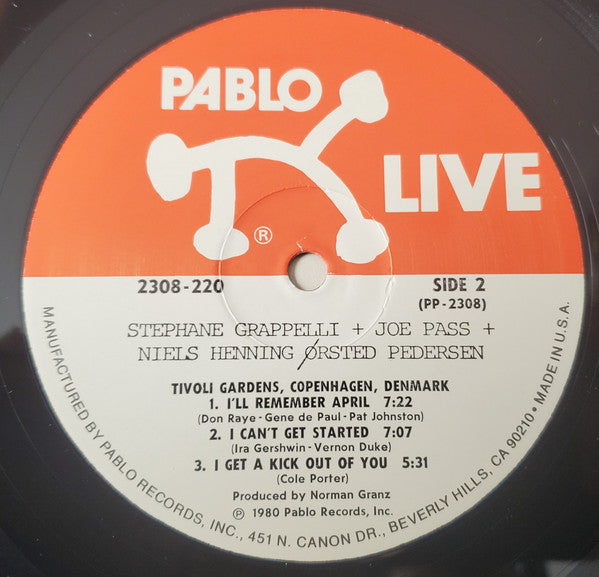 PABLO
LIVE
®
2308-220
SIDE 2
(PP-2308)
STEPHANE GRAPPELLI + JOE PASS +
NIELS HENNING ØRSTED PEDERSEN
TIVOLI GARDENS, COPENHAGEN, DENMARK
1. I'LL REMEMBER APRIL 7:22
(Don Raye-Gene de Paul-Pat Johnston)
2. I CAN'T GET STARTED 7:07
(Ira Gershwin-Vernon Duke)
3. I GET A KICK OUT OF YOU 5:31
(Cole Porter)
Produced by Norman Granz
℗ 1980 Pablo Records, Inc.
MANUFACTURED BY PABLO RECORDS, INC., 451 N. CANON DR., BEVERLY HILLS, CA 90210 • MADE IN U.S.A.